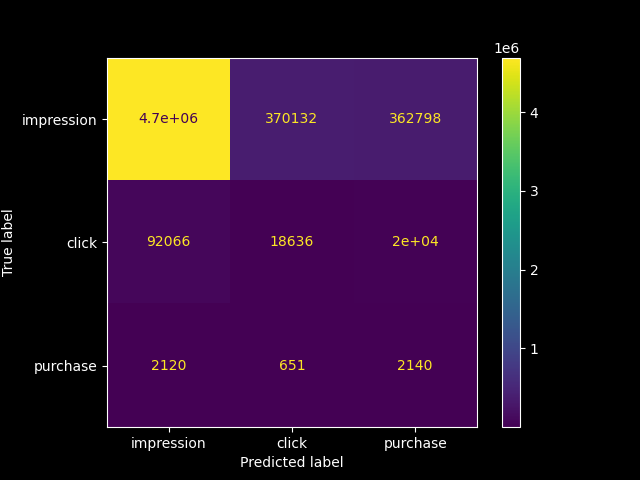 1e6
impression 4.7e+06 370132 362798
4
3
click 92066 18636 2e+04
2
1
purchase 2120 651 2140
impression click purchase
Predicted label
True label